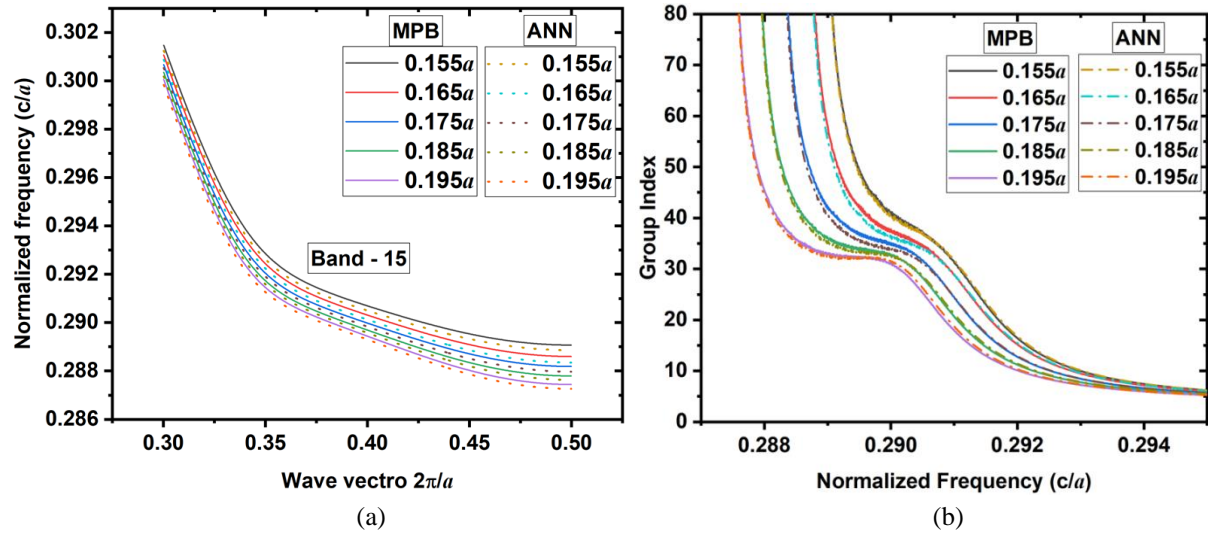 0.302
0.300
0.298
0.296
0.294
0.292
0.290
0.288
0.286
Normalized frequency (c/a)
MPB ANN
0.155a 0.155a
0.165a 0.165a
0.175a 0.175a
0.185a 0.185a
0.195a 0.195a
Band - 15
0.30 0.35 0.40 0.45 0.50
Wave vectro 2π/a
(a)
80
70
60
50
40
30
20
10
0
Group Index
MPB ANN
0.155a 0.155a
0.165a 0.165a
0.175a 0.175a
0.185a 0.185a
0.195a 0.195a
0.288 0.290 0.292 0.294
Normalized Frequency (c/a)
(b)